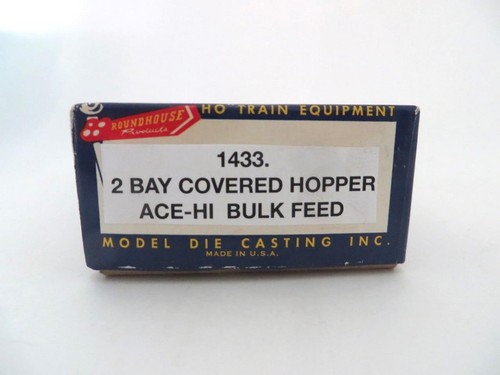 ROUNDHOUSE
Products
HO TRAIN EQUIPMENT
1433.
2 BAY COVERED HOPPER
ACE-HI BULK FEED
MODEL DIE CASTING INC.
MADE IN U.S.A.